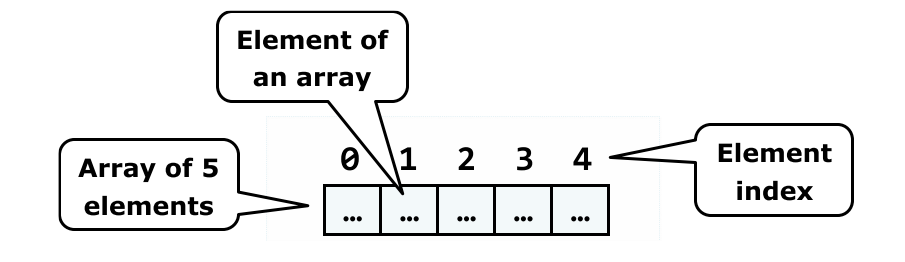 Element of
an array
Array of 5
elements
0 1 2 3 4
Element
index
... ... ... ... ...